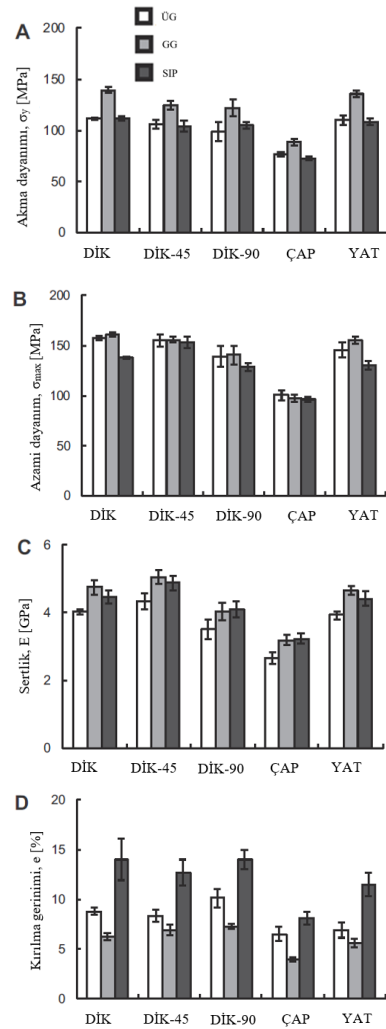 ÜG
GG
SIP
A
Akma dayanımı, σy [MPa]
200
150
100
50
0
DİK DİK-45 DİK-90 ÇAP YAT
B
Azami dayanım, σmax [MPa]
200
150
100
50
0
DİK DİK-45 DİK-90 ÇAP YAT
C
Sertlik, E [GPa]
6
4
2
0
DİK DİK-45 DİK-90 ÇAP YAT
D
Kırılma gerinimi, e [%]
20
15
10
5
0
DİK DİK-45 DİK-90 ÇAP YAT